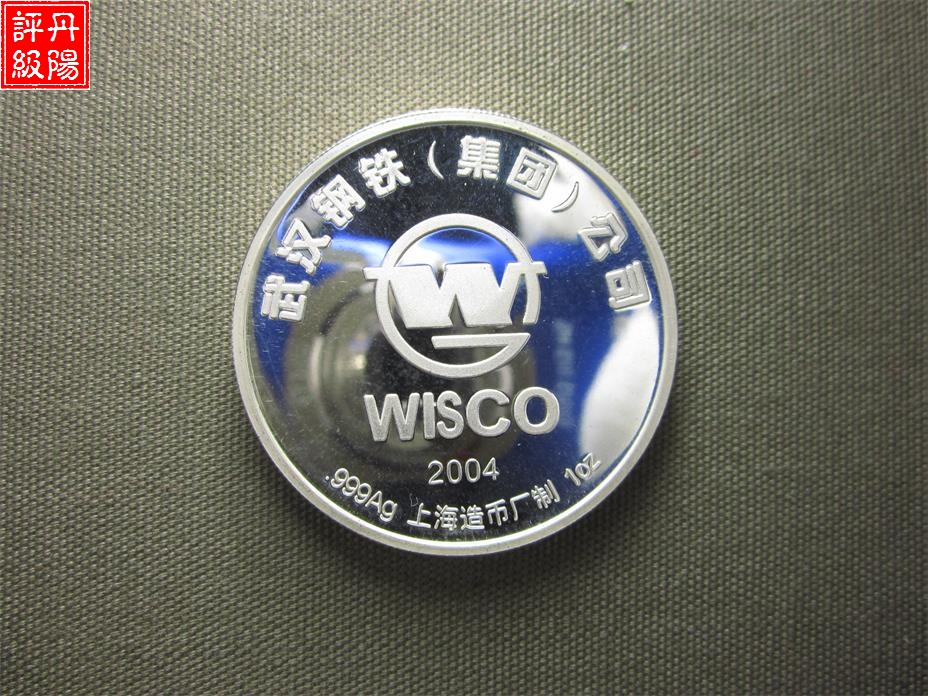 丹陽
評級
武汉钢铁(集团)公司
W
WISCO
2004
.999Ag 上海造币厂制 1oz